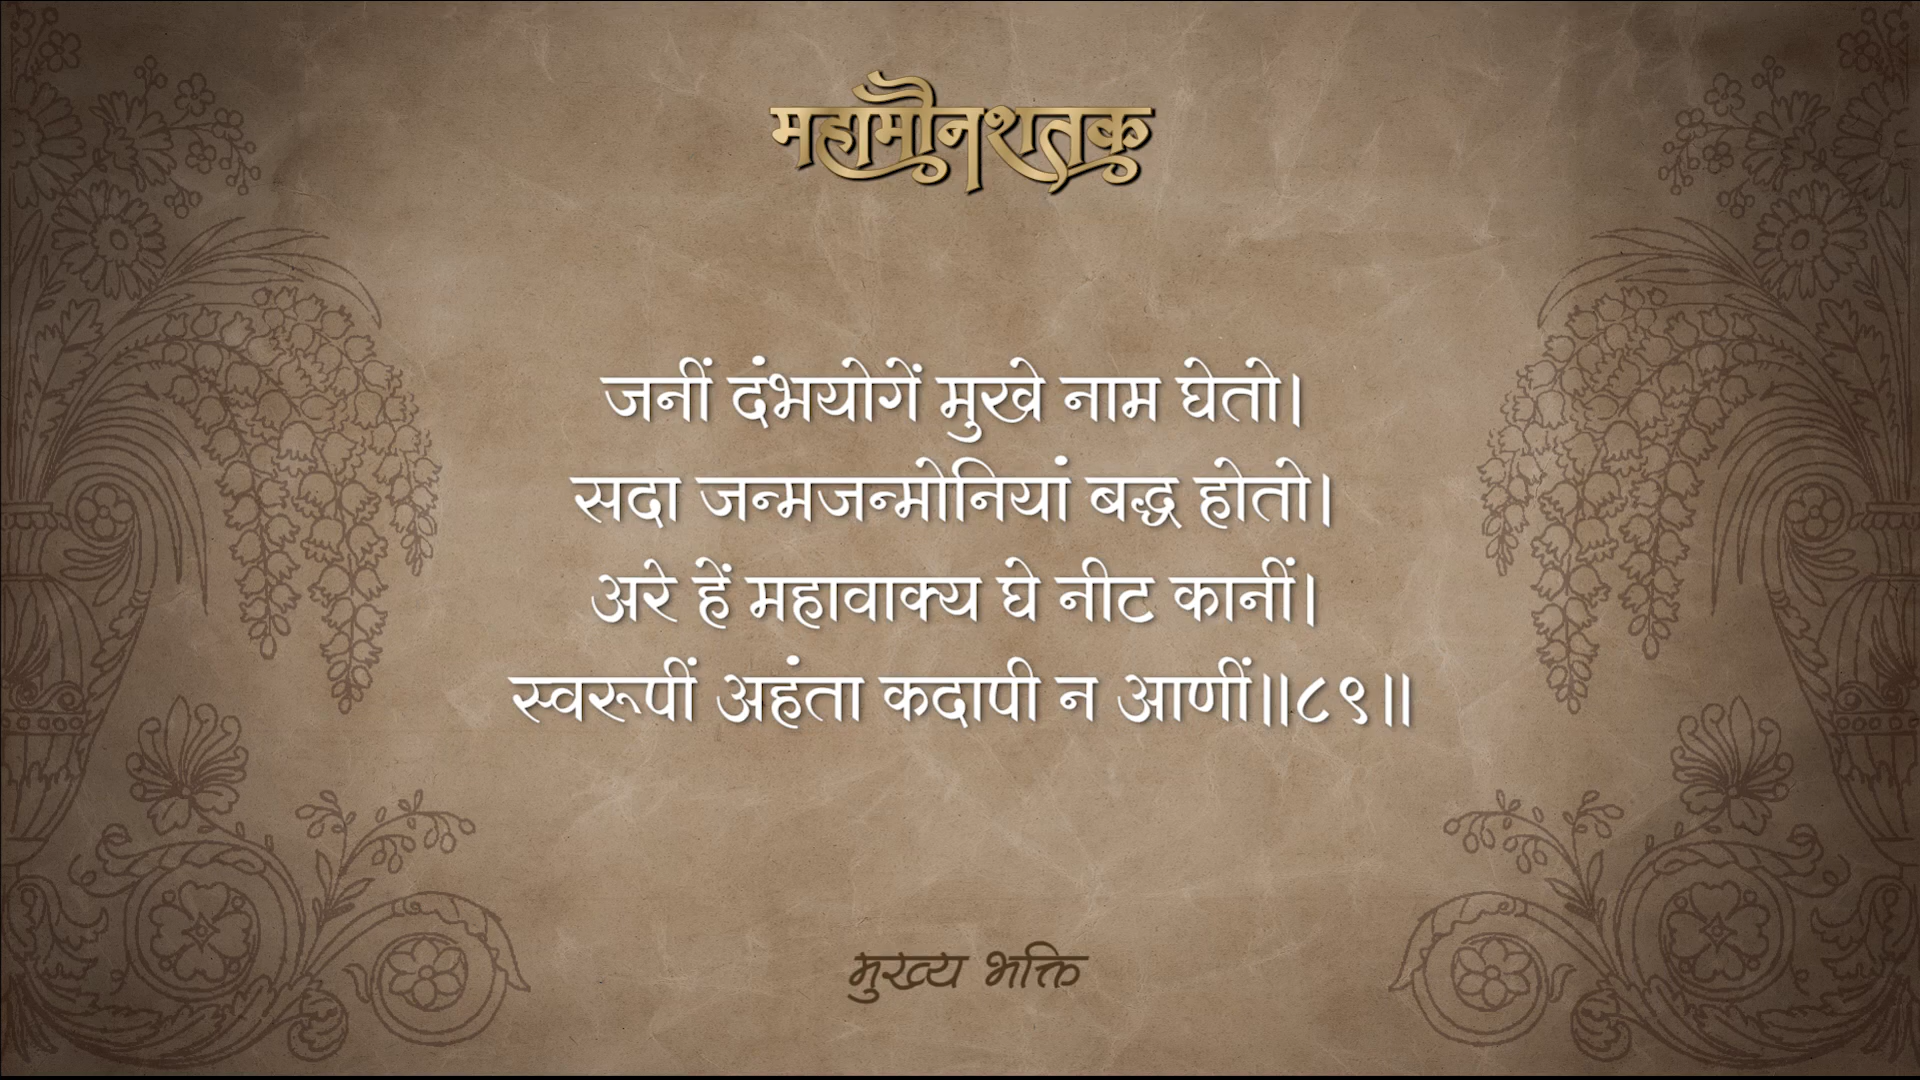 महामौनशतक
जनीं दंभयोगें मुखे नाम घेतो।
सदा जन्मजन्मोनियां बद्ध होतो।
अरे हें महावाक्य घे नीट कानीं।
स्वरूपीं अहंता कदापी न आणीं॥८९॥
मुख्य भक्ति